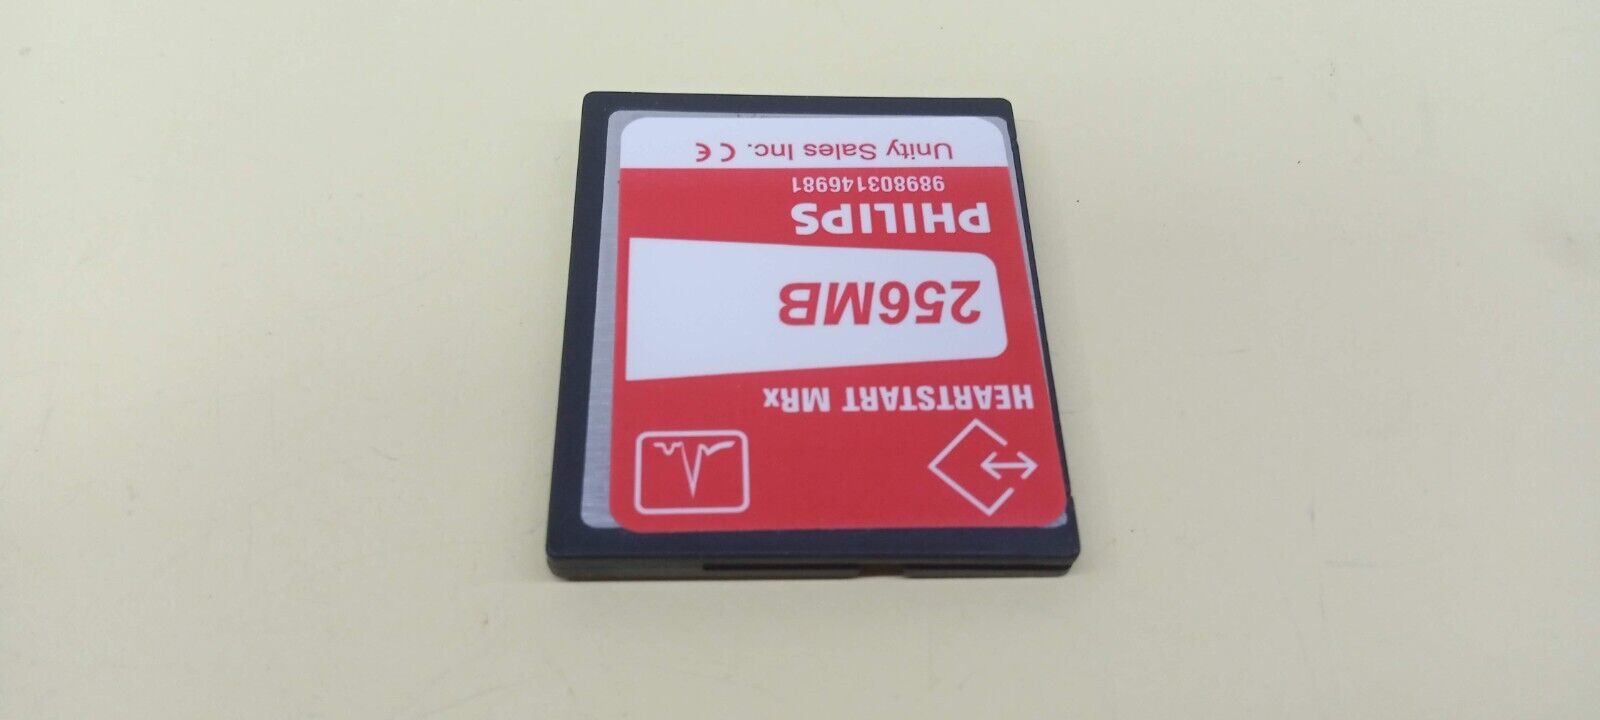 HEARTSTART MRx
256MB
PHILIPS
989803146981
Unity Sales Inc. CE